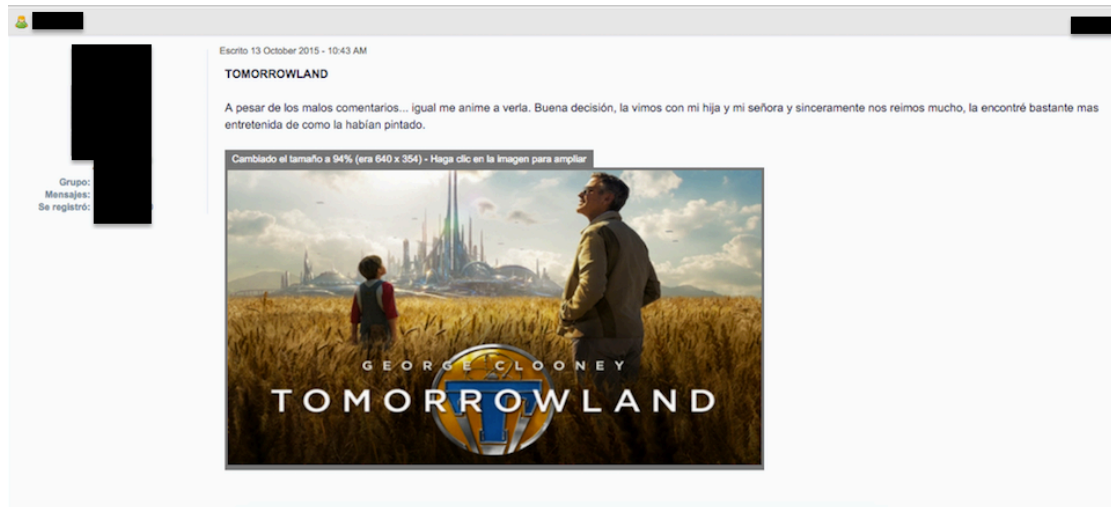 Escrito 13 October 2015 - 10:43 AM
TOMORROWLAND
A pesar de los malos comentarios... igual me anime a verla. Buena decisión, la vimos con mi hija y mi señora y sinceramente nos reimos mucho, la encontré bastante mas
entretenida de como la habían pintado.
Cambiado el tamaño a 94% (era 640 x 354) - Haga clic en la imagen para ampliar
Grupo:
Mensajes:
Se registró:
GEORGE CLOONEY
TOMORROWLAND
T